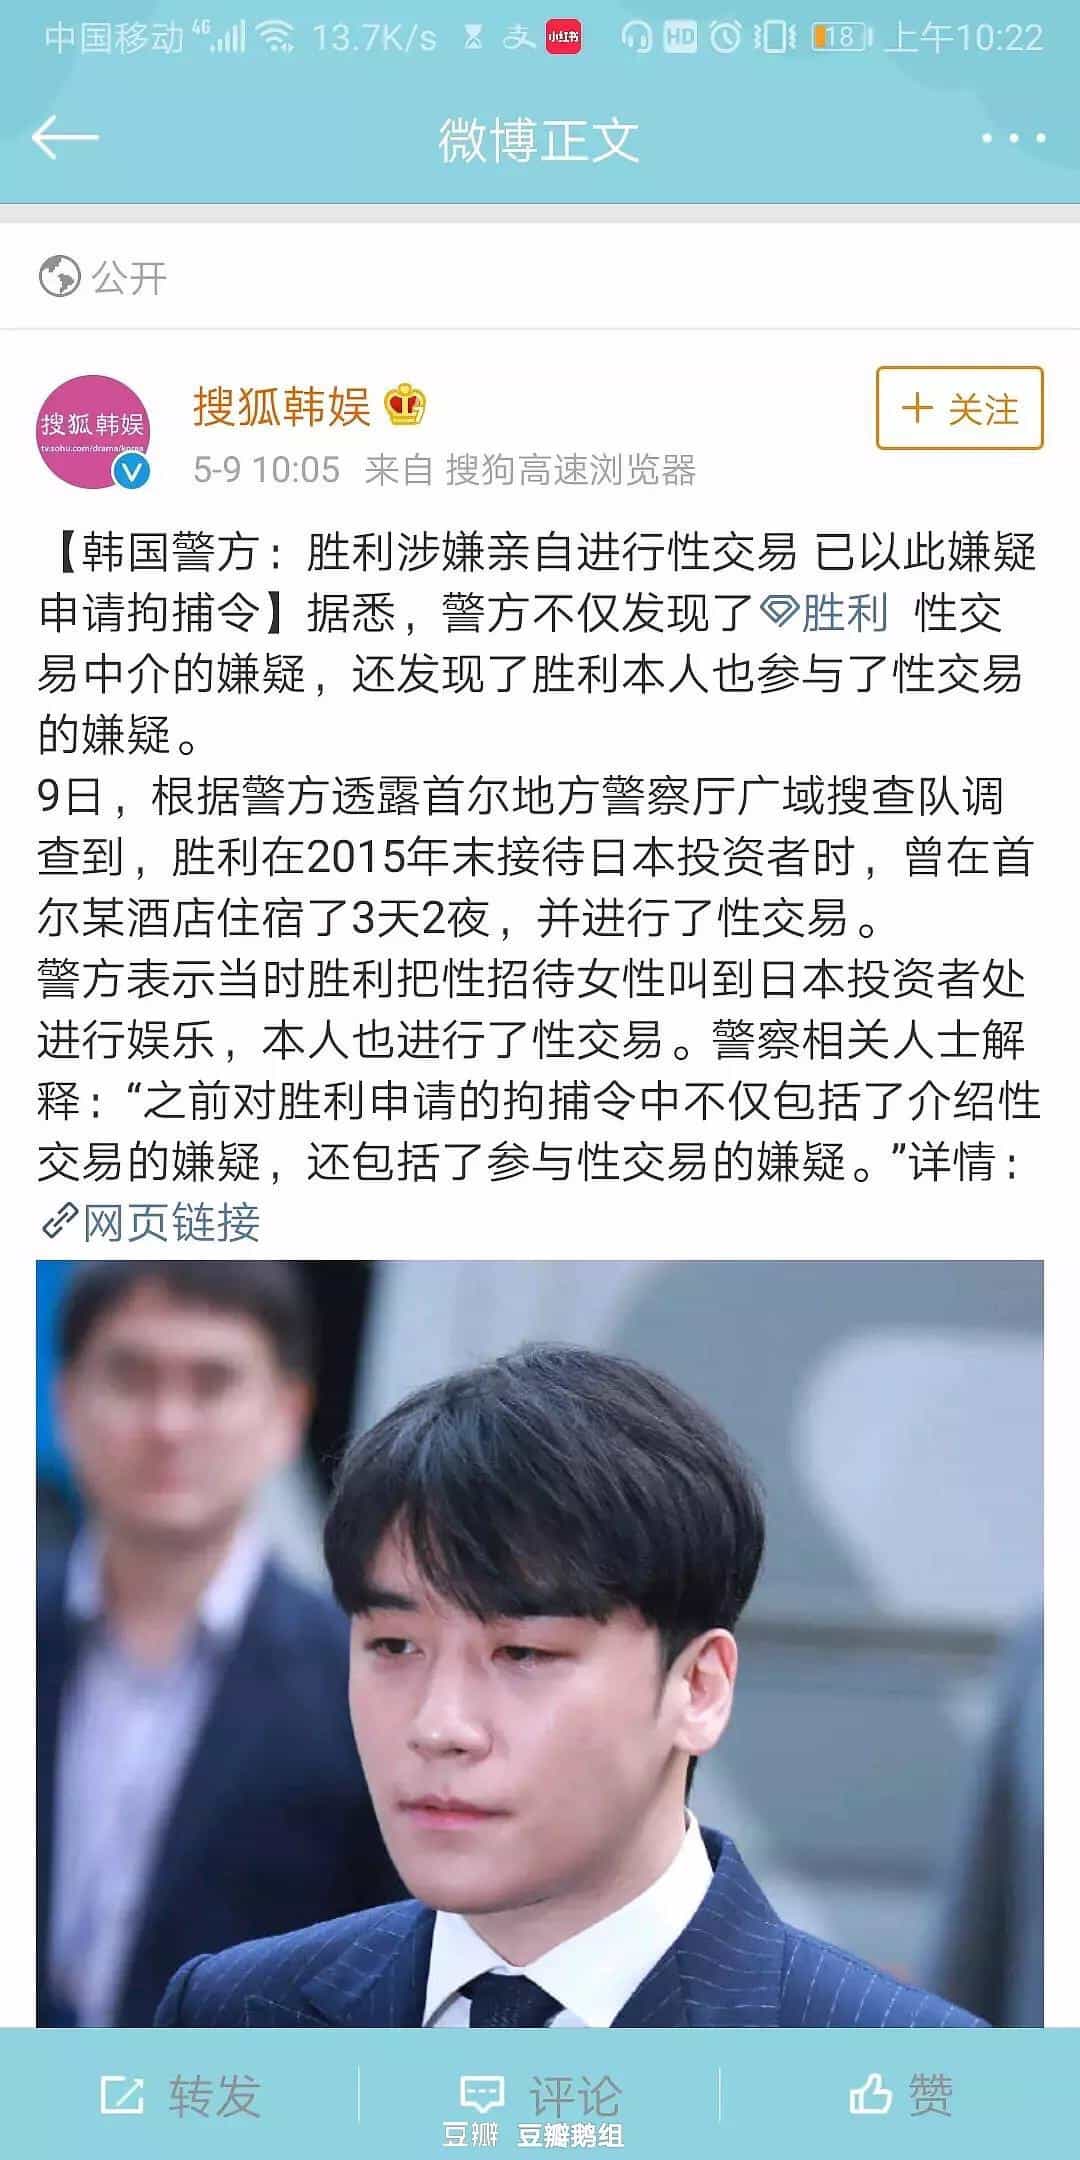 中国移动 4G 13.7K/s 支 小红书 HD 18 上午10:22
微博正文
公开
搜狐韩娱
搜狐韩娱
tv.sohu.com/drama/korea
+ 关注
5-9 10:05 来自 搜狗高速浏览器
【韩国警方：胜利涉嫌亲自进行性交易 已以此嫌疑
申请拘捕令】据悉，警方不仅发现了胜利 性交
易中介的嫌疑，还发现了胜利本人也参与了性交易
的嫌疑。
9日，根据警方透露首尔地方警察厅广域搜查队调
查到，胜利在2015年末接待日本投资者时，曾在首
尔某酒店住宿了3天2夜，并进行了性交易。
警方表示当时胜利把性招待女性叫到日本投资者处
进行娱乐，本人也进行了性交易。警察相关人士解
释：“之前对胜利申请的拘捕令中不仅包括了介绍性
交易的嫌疑，还包括了参与性交易的嫌疑。”详情：
网页链接
转发 评论 赞
豆瓣 豆瓣鹅组